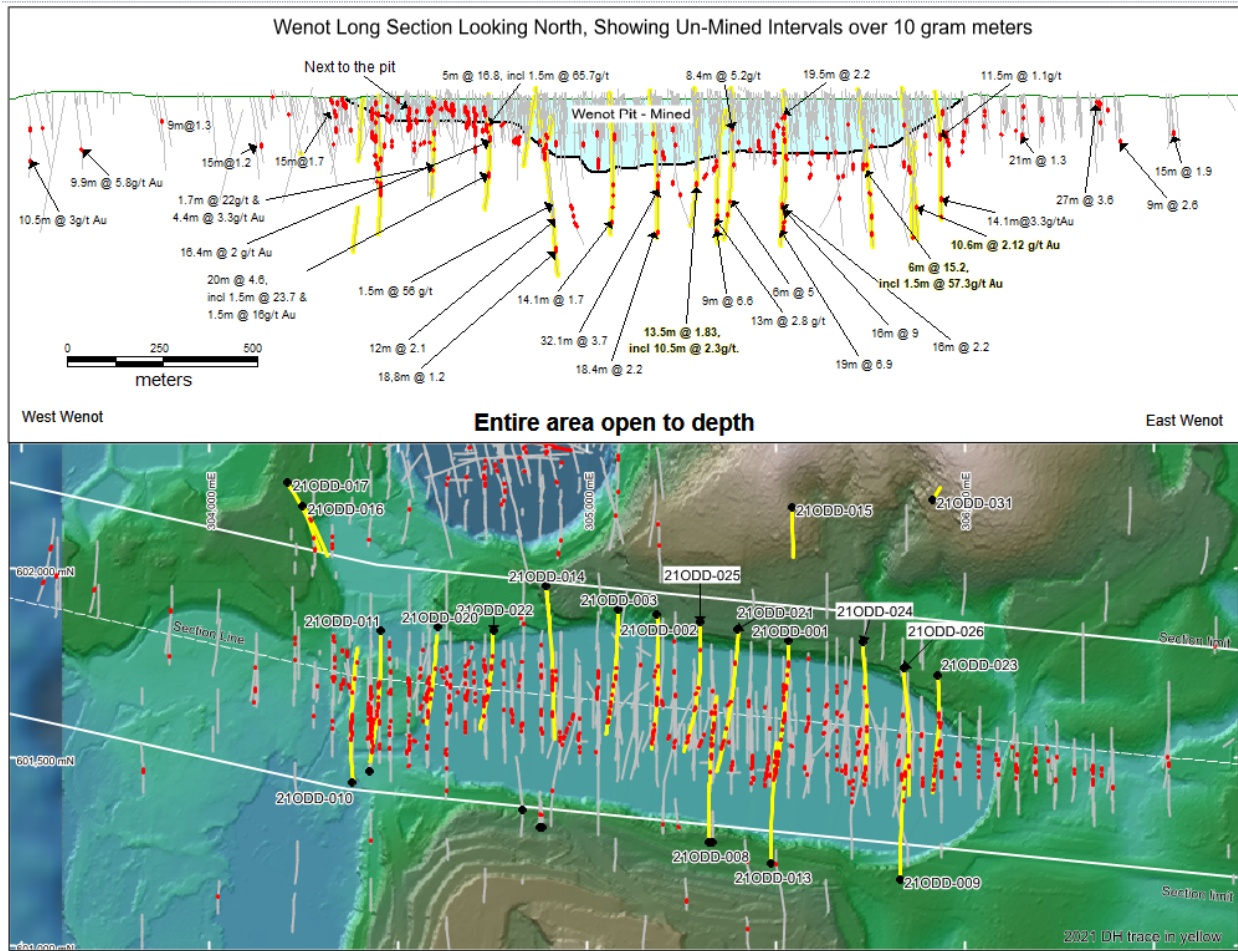 Wenot Long Section Looking North, Showing Un-Mined Intervals over 10 gram meters
Next to the pit
5m @ 16.8, incl 1.5m @ 65.7g/t
8.4m @ 5.2g/t
19.5m @ 2.2
11.5m @ 1.1g/t
Wenot Pit - Mined
9m@1.3
15m@1.2
15m@1.7
21m @ 1.3
15m @ 1.9
9.9m @ 5.8g/t Au
10.5m @ 3g/t Au
1.7m @ 22g/t &
4.4m @ 3.3g/t Au
27m @ 3.6
9m @ 2.6
14.1m@3.3g/tAu
10.6m @ 2.12 g/t Au
16.4m @ 2 g/t Au
6m @ 15.2,
incl 1.5m @ 57.3g/t Au
20m @ 4.6,
incl 1.5m @ 23.7 &
1.5m @ 16g/t Au
1.5m @ 56 g/t
14.1m @ 1.7
9m @ 6.6
6m @ 5
13m @ 2.8 g/t
16m @ 9
16m @ 2.2
13.5m @ 1.83,
incl 10.5m @ 2.3g/t.
32.1m @ 3.7
12m @ 2.1
18.4m @ 2.2
19m @ 6.9
18,8m @ 1.2
0 250 500
meters
West Wenot
Entire area open to depth
East Wenot
304,000 mE
305,000 mE
21ODD-017
21ODD-016
21ODD-015
21ODD-031
602,000 mN
21ODD-014
21ODD-025
21ODD-003
21ODD-022
21ODD-020
21ODD-011
21ODD-002
21ODD-021
21ODD-001
21ODD-024
21ODD-026
21ODD-023
Section Line
Section limit
601,500 mN
21ODD-010
21ODD-008
21ODD-013
21ODD-009
Section limit
2021 DH trace in yellow